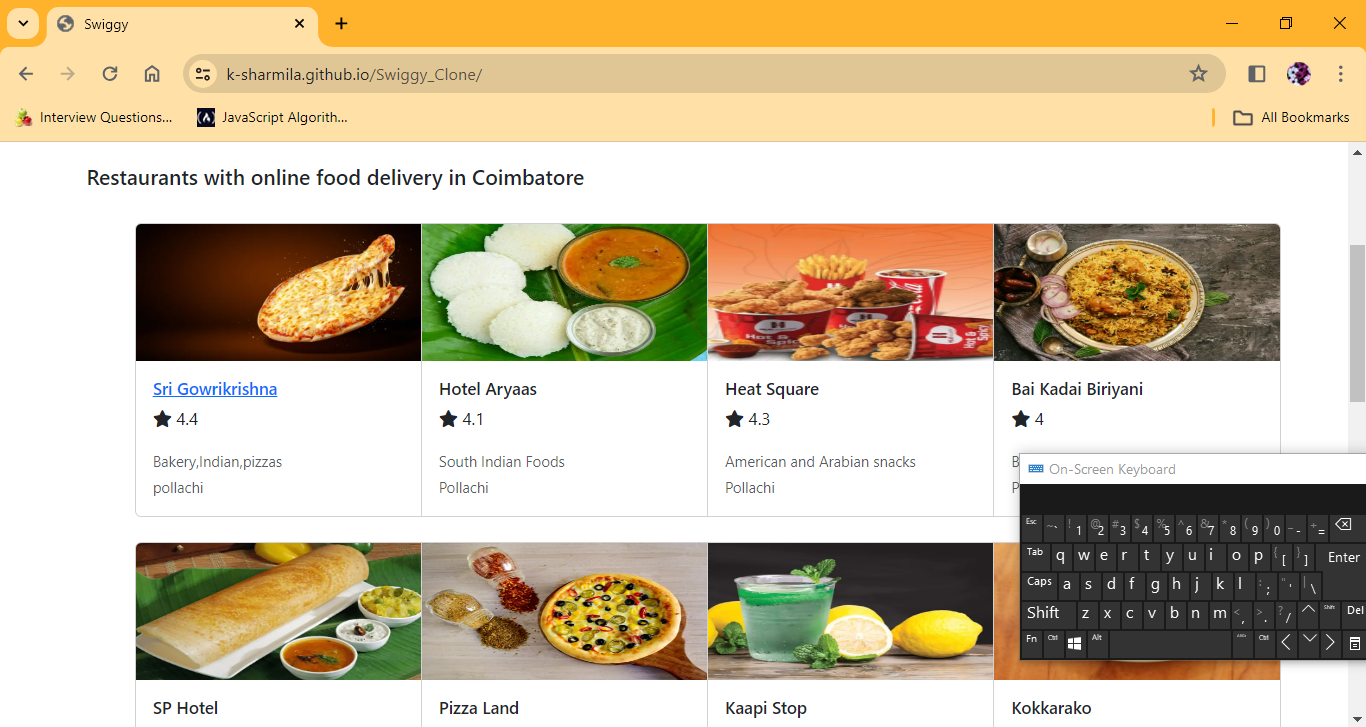 Swiggy
k-sharmila.github.io/Swiggy_Clone/
Interview Questions... JavaScript Algorith... All Bookmarks
Restaurants with online food delivery in Coimbatore
Sri Gowrikrishna
4.4
Bakery,Indian,pizzas
pollachi
Hotel Aryaas
4.1
South Indian Foods
Pollachi
Hot & Spicy
Hot & Spicy
Heat Square
4.3
American and Arabian snacks
Pollachi
Bai Kadai Biriyani
4
B
P
On-Screen Keyboard
Esc ~ ` ! 1 @ 2 # 3 $ 4 % 5 ^ 6 & 7 * 8 ( 9 ) 0 _ - + =
Tab q w e r t y u i o p { [ } ] Enter
Caps a s d f g h j k l : ; " ' | \
Shift z x c v b n m < , > . ? / Shift Del
Fn Ctrl Alt Ctrl
SP Hotel
Pizza Land
Kaapi Stop
Kokkarako